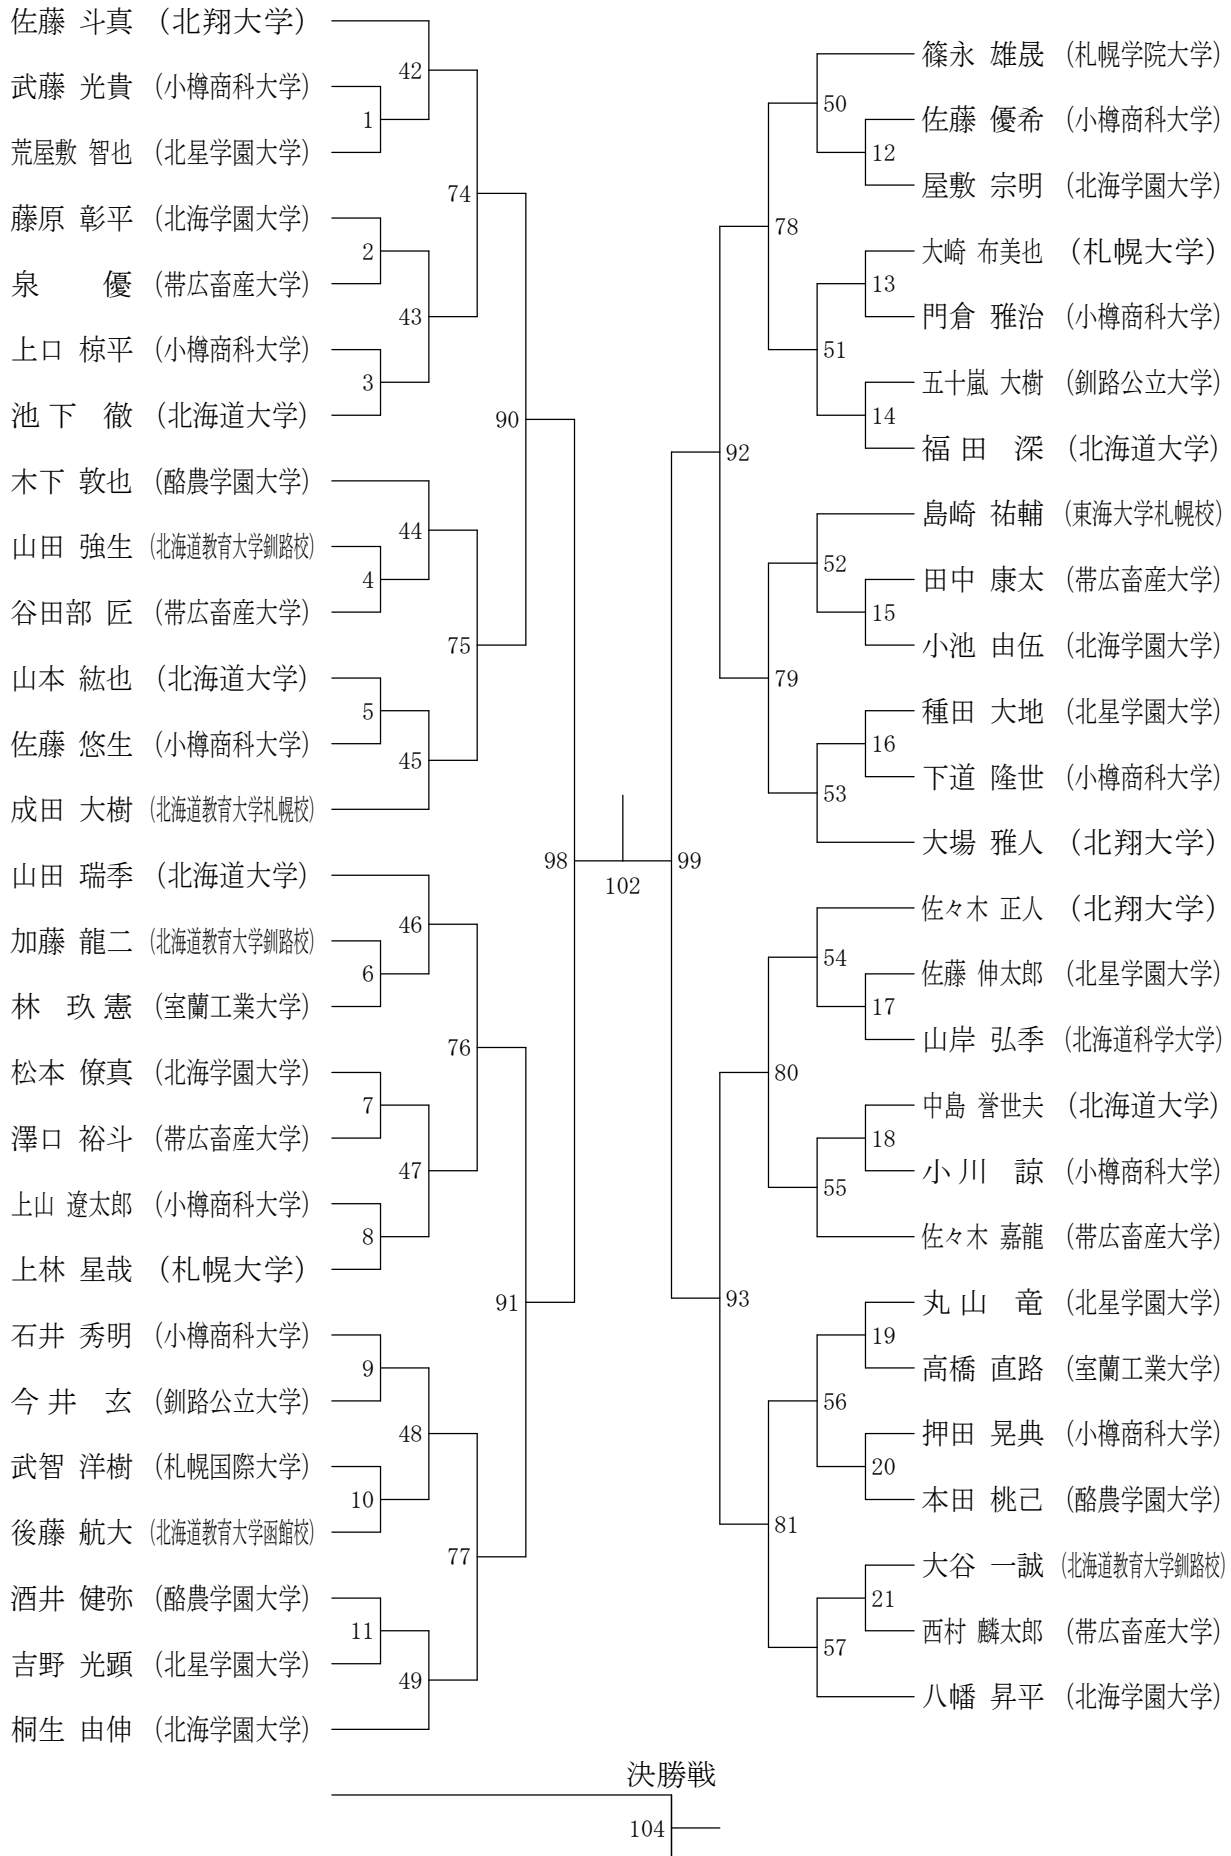 佐藤 斗真 (北翔大学)
武藤 光貴 (小樽商科大学)
荒屋敷 智也 (北星学園大学)
藤原 彰平 (北海学園大学)
泉 優 (帯広畜産大学)
上口 椋平 (小樽商科大学)
池下 徹 (北海道大学)
木下 敦也 (酪農学園大学)
山田 強生 (北海道教育大学釧路校)
谷田部 匠 (帯広畜産大学)
山本 紘也 (北海道大学)
佐藤 悠生 (小樽商科大学)
成田 大樹 (北海道教育大学札幌校)
山田 瑞季 (北海道大学)
加藤 龍二 (北海道教育大学釧路校)
林 玖憲 (室蘭工業大学)
松本 僚真 (北海学園大学)
澤口 裕斗 (帯広畜産大学)
上山 遼太郎 (小樽商科大学)
上林 星哉 (札幌大学)
石井 秀明 (小樽商科大学)
今井 玄 (釧路公立大学)
武智 洋樹 (札幌国際大学)
後藤 航大 (北海道教育大学函館校)
酒井 健弥 (酪農学園大学)
吉野 光顕 (北星学園大学)
桐生 由伸 (北海学園大学)
1
2
3
4
5
6
7
8
9
10
11
42
43
44
45
46
47
48
49
74
75
76
77
90
91
98
102
99
92
93
78
79
80
81
50
51
52
53
54
55
56
57
12
13
14
15
16
17
18
19
20
21
篠永 雄晟 (札幌学院大学)
佐藤 優希 (小樽商科大学)
屋敷 宗明 (北海学園大学)
大崎 布美也 (札幌大学)
門倉 雅治 (小樽商科大学)
五十嵐 大樹 (釧路公立大学)
福田 深 (北海道大学)
島崎 祐輔 (東海大学札幌校)
田中 康太 (帯広畜産大学)
小池 由伍 (北海学園大学)
種田 大地 (北星学園大学)
下道 隆世 (小樽商科大学)
大場 雅人 (北翔大学)
佐々木 正人 (北翔大学)
佐藤 伸太郎 (北星学園大学)
山岸 弘季 (北海道科学大学)
中島 誉世夫 (北海道大学)
小川 諒 (小樽商科大学)
佐々木 嘉龍 (帯広畜産大学)
丸山 竜 (北星学園大学)
高橋 直路 (室蘭工業大学)
押田 晃典 (小樽商科大学)
本田 桃己 (酪農学園大学)
大谷 一誠 (北海道教育大学釧路校)
西村 麟太郎 (帯広畜産大学)
八幡 昇平 (北海学園大学)
決勝戦
104